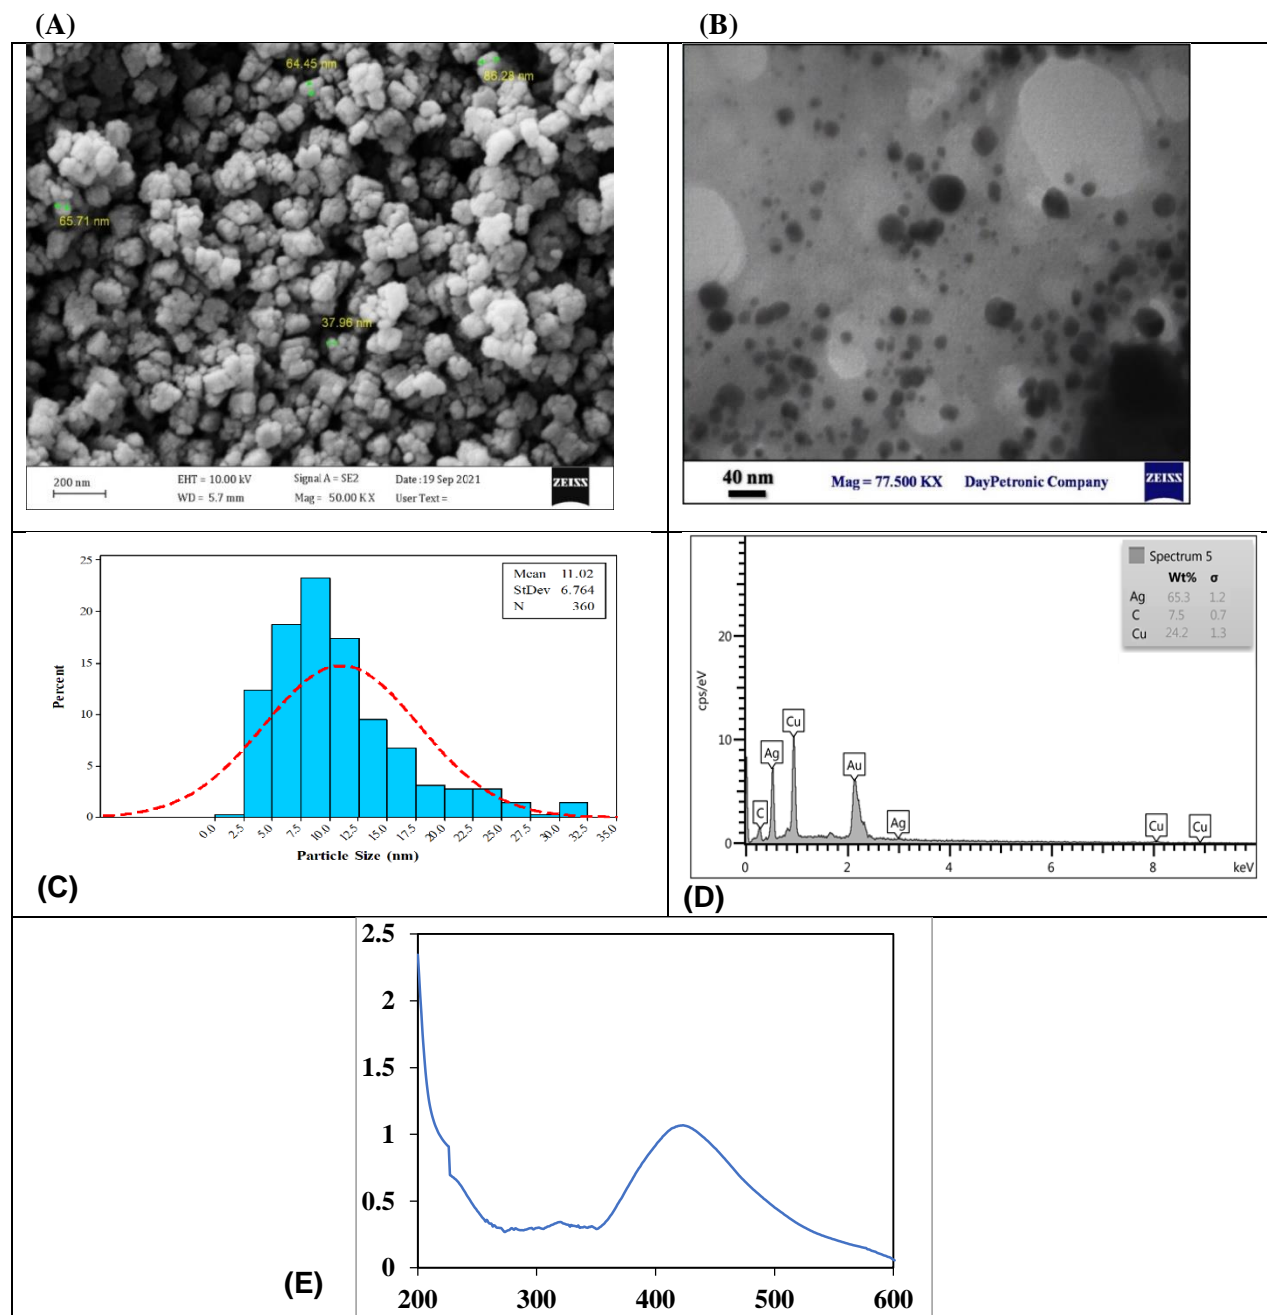 (A)
(B)
64.45 nm
86.28 nm
65.71 nm
37.96 nm
200 nm
EHT = 10.00 kV
Signal A = SE2
Date :19 Sep 2021
ZEISS
WD = 5.7 mm
Mag = 50.00 KX
User Text =
40 nm
Mag = 77.500 KX
DayPetronic Company
ZEISS
25
20
15
10
5
0
Percent
Mean 11.02
StDev 6.764
N 360
0.0 2.5 5.0 7.5 10.0 12.5 15.0 17.5 20.0 22.5 25.0 27.5 30.0 32.5 35.0
Particle Size (nm)
(C)
Spectrum 5
Wt% σ
Ag 65.3 1.2
C 7.5 0.7
Cu 24.2 1.3
20
10
0
cps/eV
C
Ag
Cu
Au
Ag
Cu
Cu
0 2 4 6 8 keV
(D)
2.5
2
1.5
1
0.5
0
200 300 400 500 600
(E)